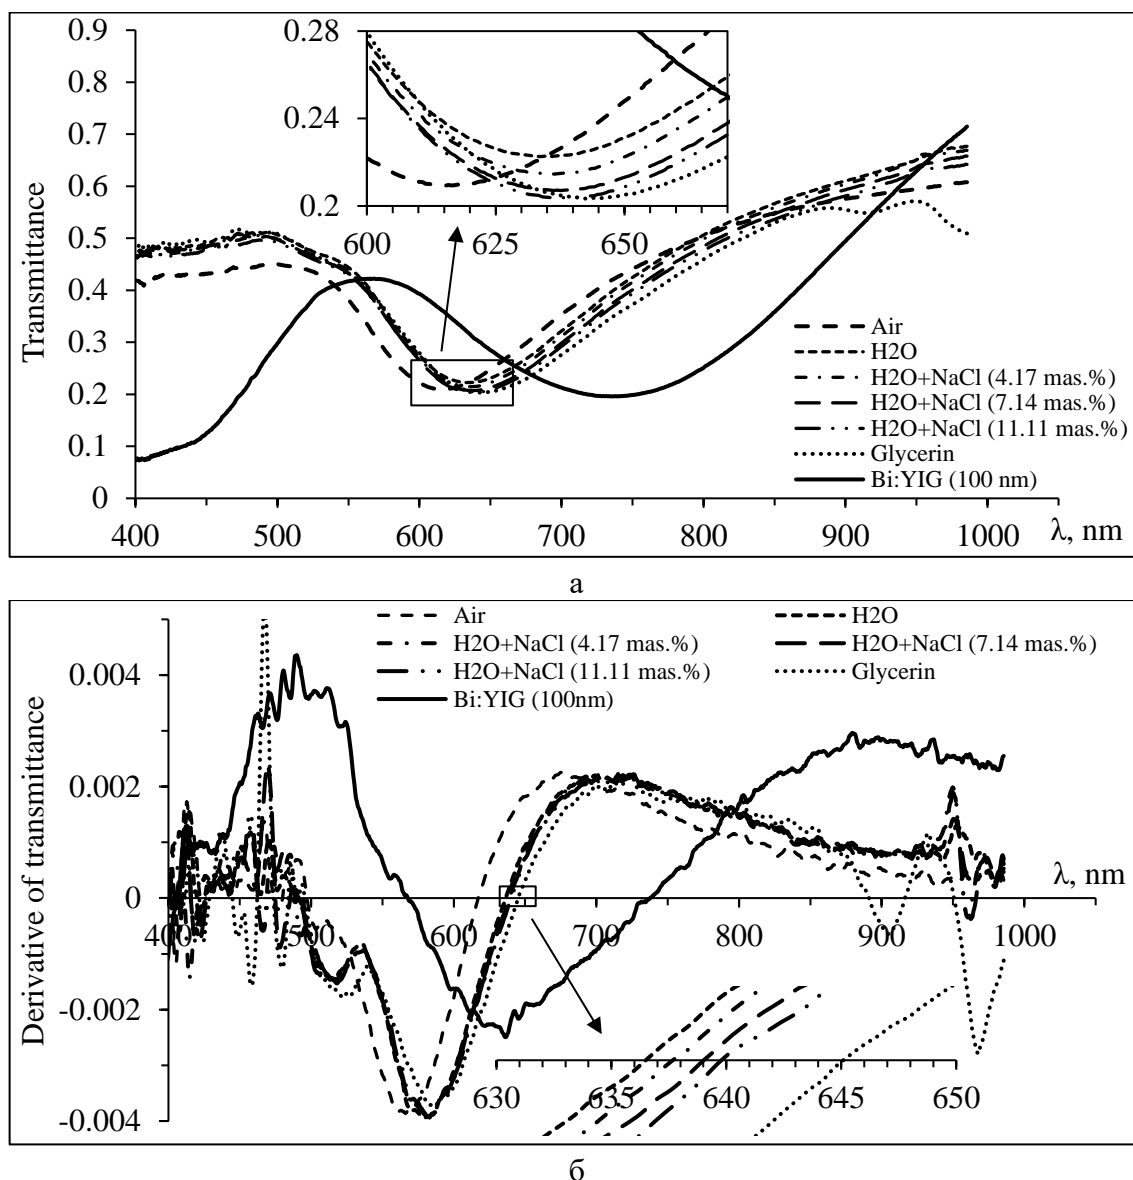 0.9
0.8
0.7
0.6
0.5
0.4
0.3
0.2
0.1
0
Transmittance
0.28
0.24
0.2
600 625 650
Air
H2O
H2O+NaCl (4.17 mas.%)
H2O+NaCl (7.14 mas.%)
H2O+NaCl (11.11 mas.%)
Glycerin
Bi:YIG (100 nm)
400 500 600 700 800 900 1000 λ, nm
а
Air H2O
H2O+NaCl (4.17 mas.%) H2O+NaCl (7.14 mas.%)
H2O+NaCl (11.11 mas.%) Glycerin
Bi:YIG (100nm)
0.004
0.002
0
-0.002
-0.004
Derivative of transmittance
λ, nm
400 500 600 700 800 900 1000
630 635 640 645 650
б